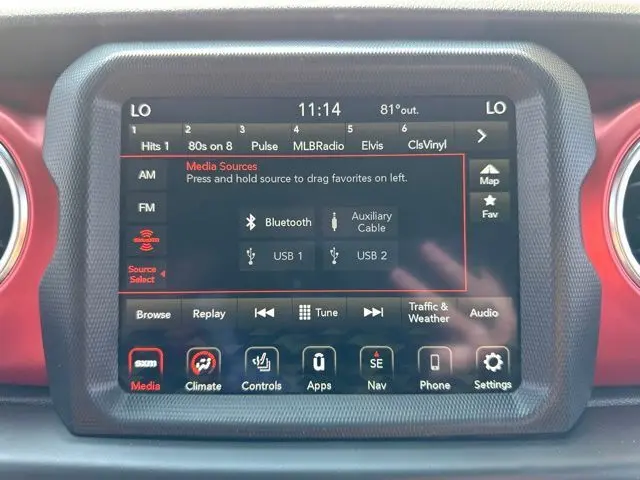 LO 11:14 81°out. LO
1 2 3 4 5 6
Hits 1 80s on 8 Pulse MLBRadio Elvis ClsVinyl
Media Sources
Press and hold source to drag favorites on left.
AM
FM
Source
Select
Bluetooth
Auxiliary
Cable
USB 1 USB 2
Map
Fav
Browse Replay Tune
Traffic &
Weather
Audio
sxm SE
Media Climate Controls Apps Nav Phone Settings